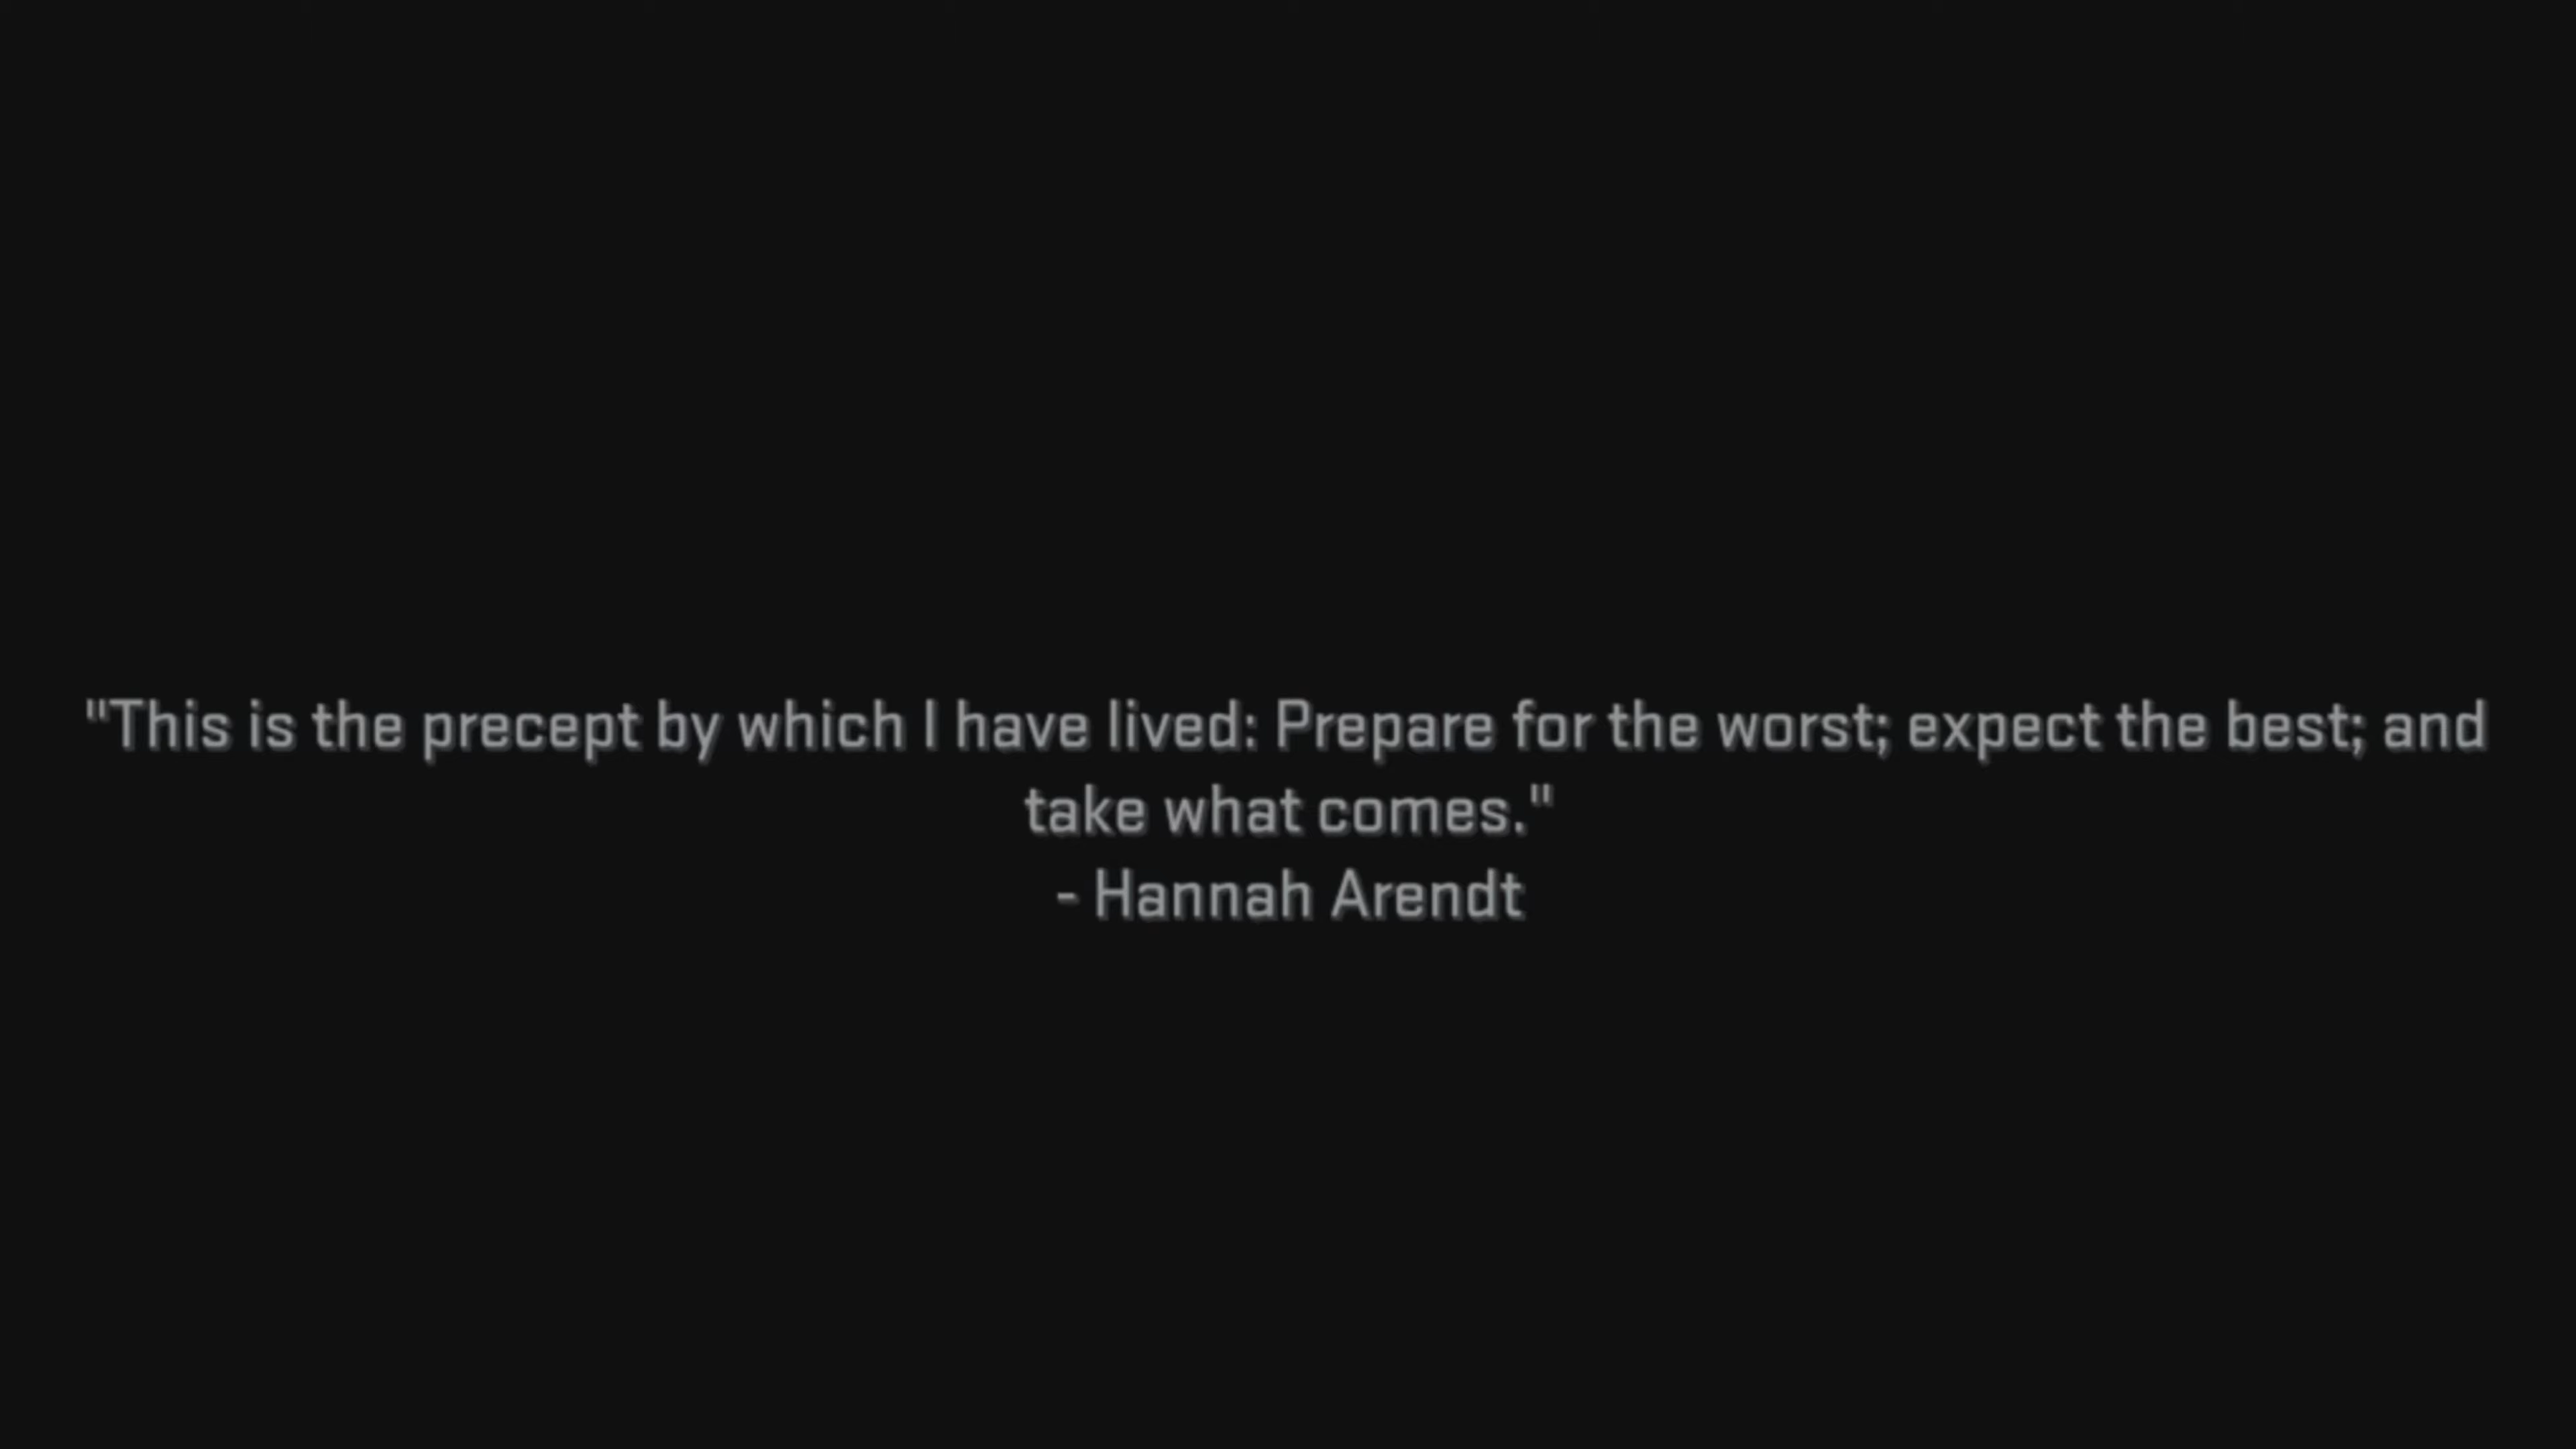 "This is the precept by which I have lived: Prepare for the worst; expect the best; and
take what comes."
- Hannah Arendt